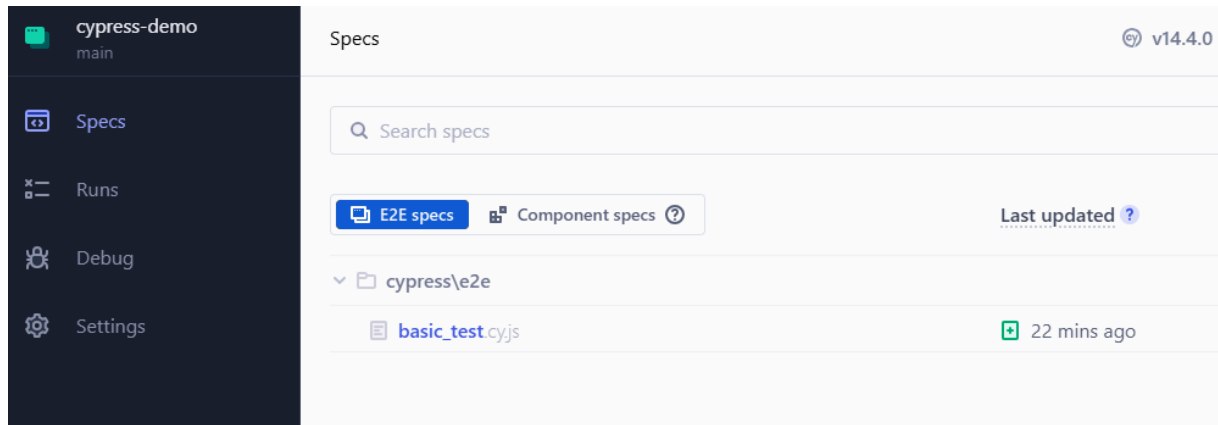 cypress-demo
main
Specs
Runs
Debug
Settings
Specs
cy v14.4.0
Search specs
E2E specs Component specs ? Last updated ?
cypress\e2e
basic_test.cy.js 22 mins ago